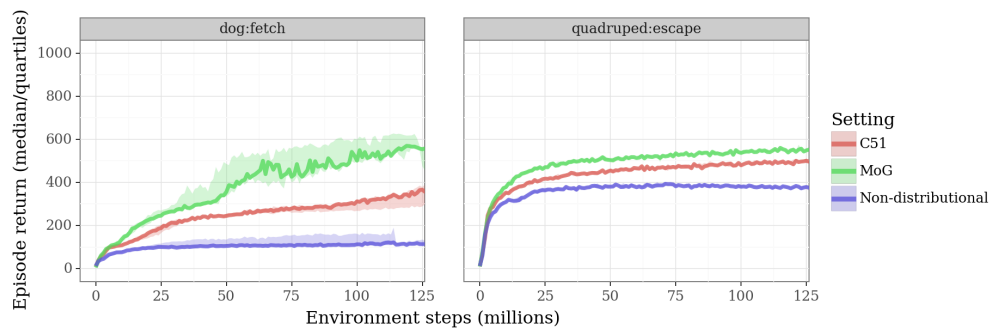 dog:fetch
quadruped:escape
Episode return (median/quartiles)
1000
800
600
400
200
0
0 25 50 75 100 125
0 25 50 75 100 125
Environment steps (millions)
Setting
C51
MoG
Non-distributional